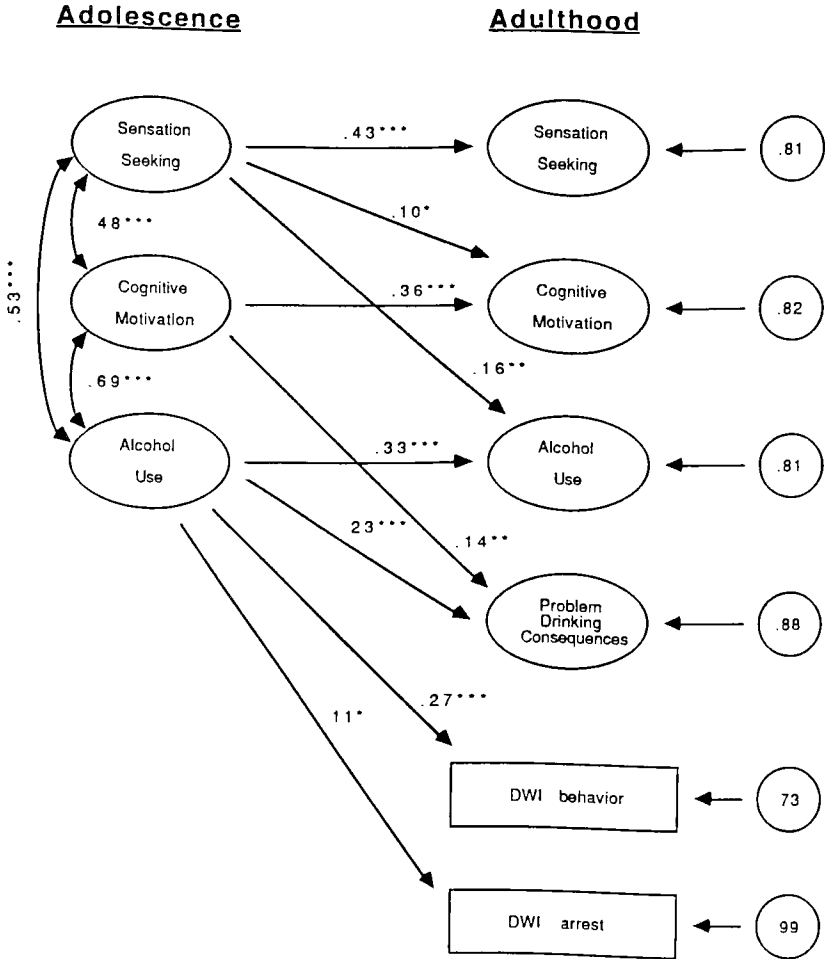 Adolescence
Adulthood
Sensation
Seeking
.43***
Sensation
Seeking
.81
.10*
48***
.53***
Cognitive
Motivation
.36***
Cognitive
Motivation
.82
.69***
.16**
Alcohol
Use
.33***
Alcohol
Use
.81
23***
.14**
Problem
Drinking
Consequences
.88
.27***
11*
DWI behavior
73
DWI arrest
99